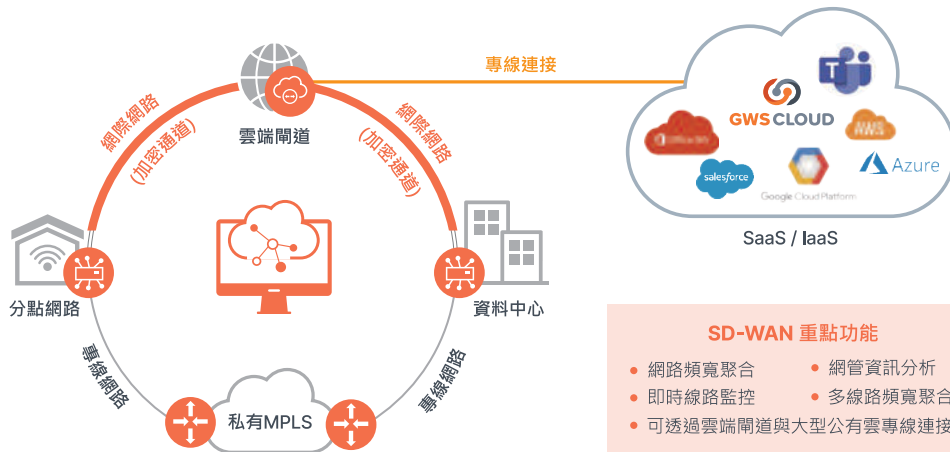 專線連接
雲端閘道
網際網路
(加密通道)
網際網路
(加密通道)
分點網路
資料中心
專線網路
專線網路
私有MPLS
GWS CLOUD
Office 365
AWS
salesforce
Google Cloud Platform
Azure
SaaS / IaaS
SD-WAN 重點功能
• 網路頻寬聚合
• 網管資訊分析
• 即時線路監控
• 多線路頻寬聚合
• 可透過雲端閘道與大型公有雲專線連接